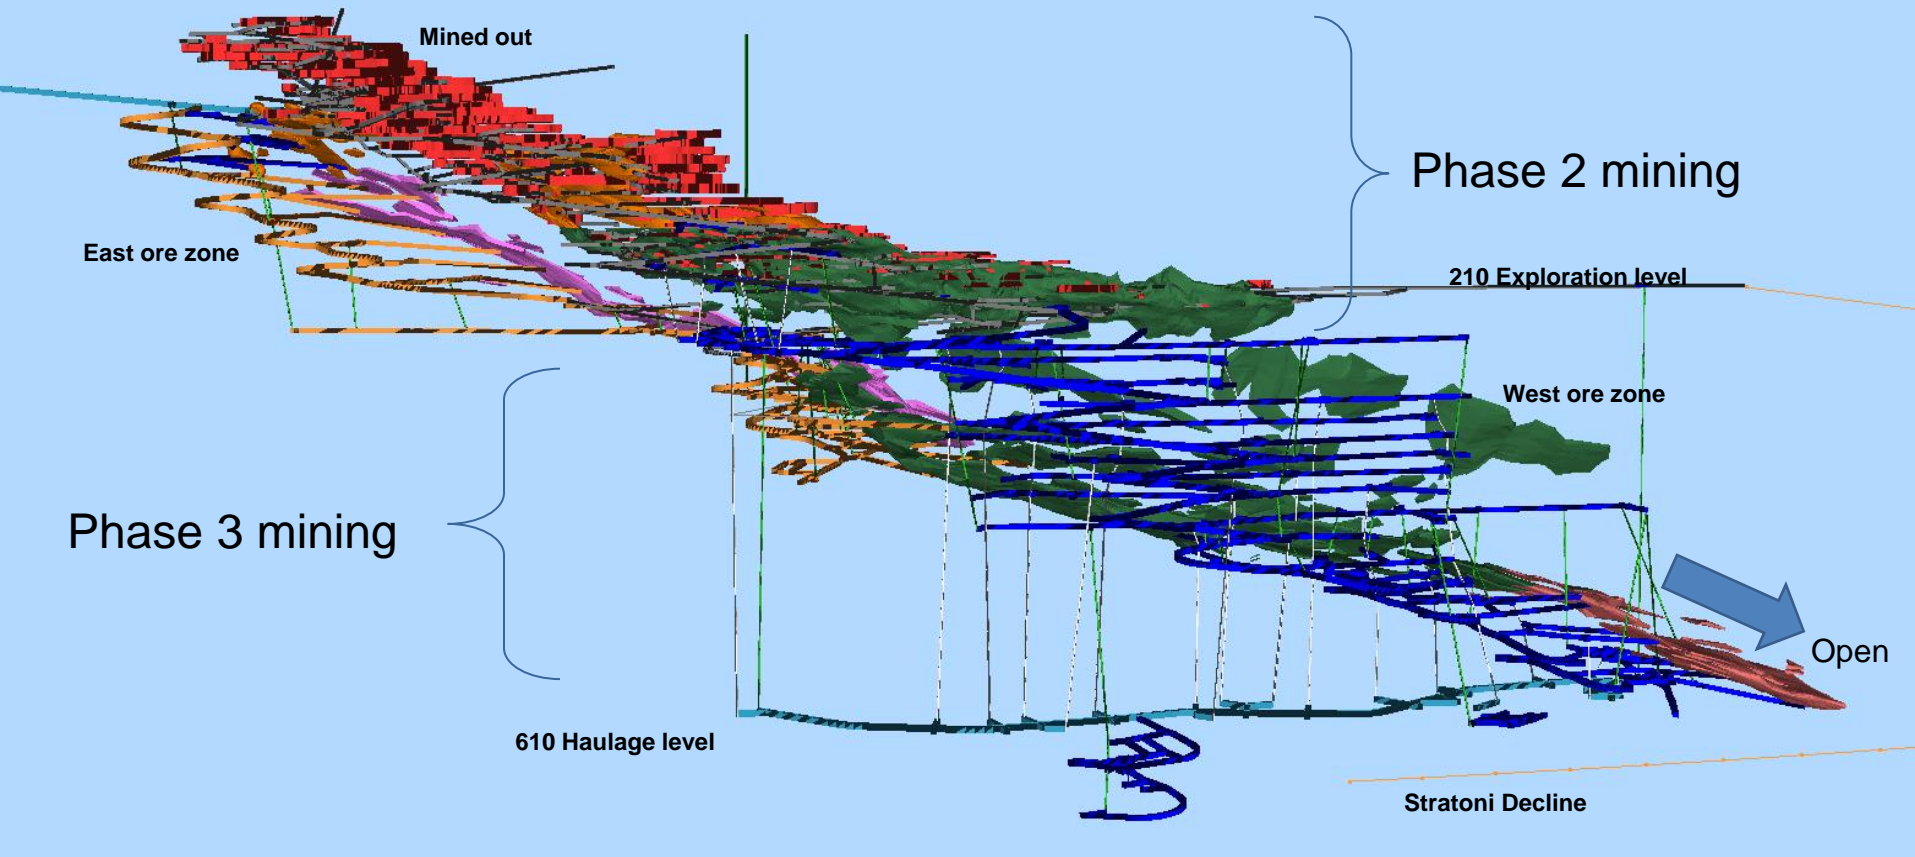 Mined out
Phase 2 mining
East ore zone
210 Exploration level
West ore zone
Phase 3 mining
Open
610 Haulage level
Stratoni Decline